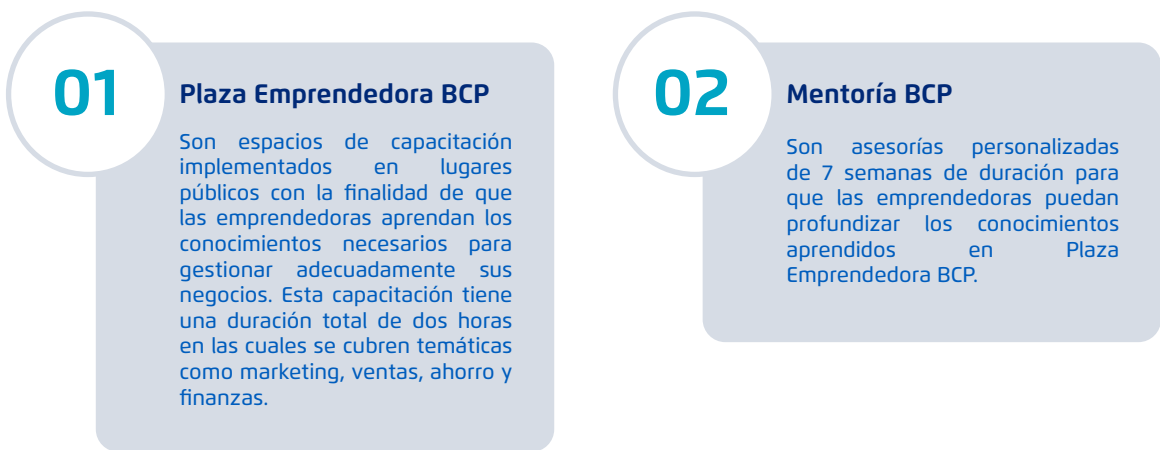 01
Plaza Emprendedora BCP
Son espacios de capacitación
implementados en lugares
públicos con la finalidad de que
las emprendedoras aprendan los
conocimientos necesarios para
gestionar adecuadamente sus
negocios. Esta capacitación tiene
una duración total de dos horas
en las cuales se cubren temáticas
como marketing, ventas, ahorro y
finanzas.
02
Mentoría BCP
Son asesorías personalizadas
de 7 semanas de duración para
que las emprendedoras puedan
profundizar los conocimientos
aprendidos en Plaza
Emprendedora BCP.